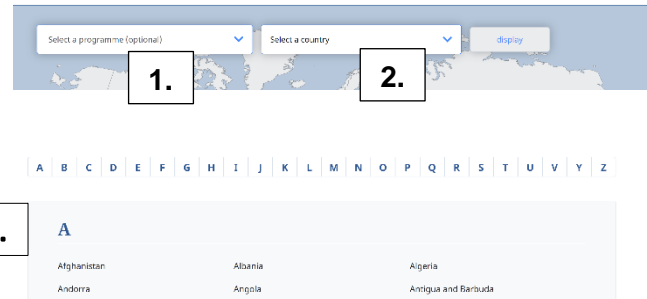 Select a programme (optional) Select a country display
1. 2.
A B C D E F G H I J K L M N O P Q R S T U V Y Z
.
A
Afghanistan Albania Algeria
Andorra Angola Antigua and Barbuda